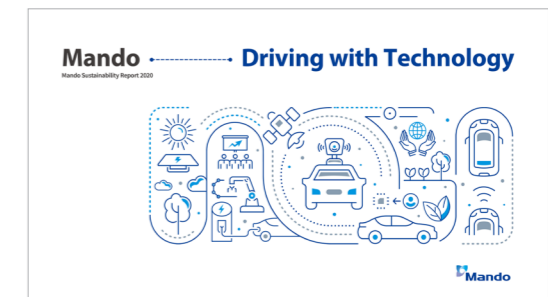 Mando
Driving with Technology
Mando Sustainability Report 2020
Mando